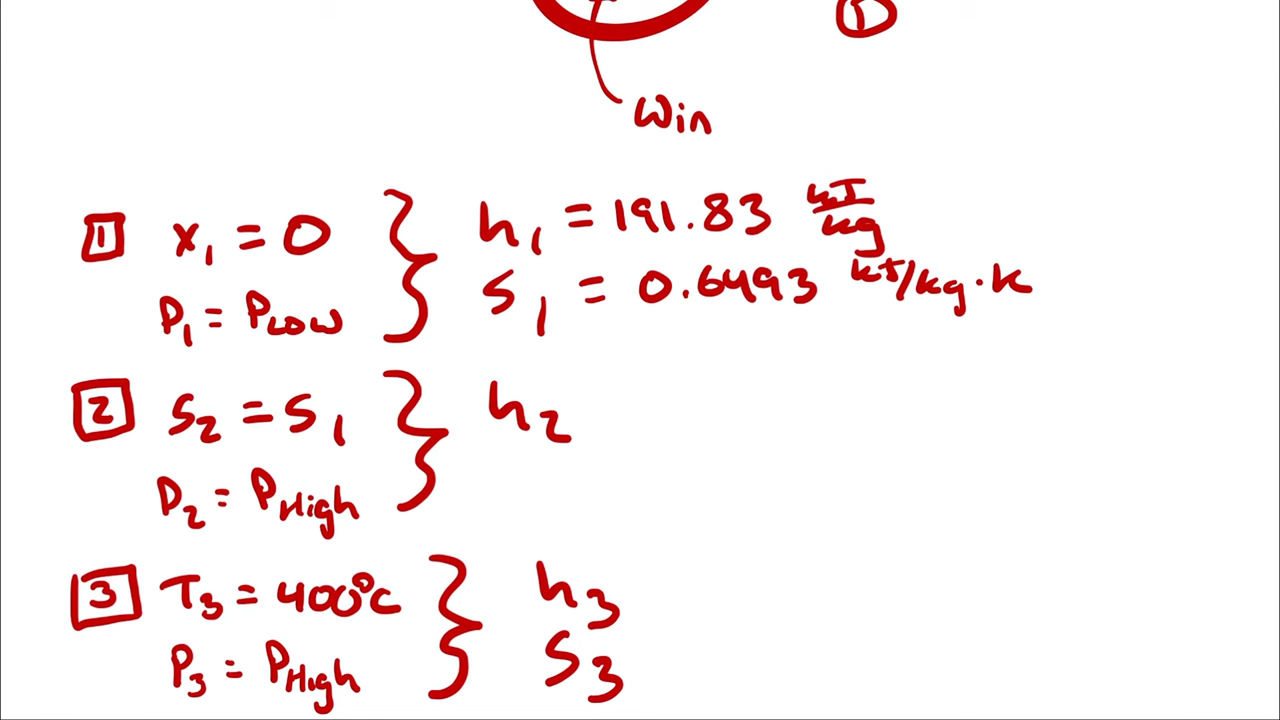 ①
Win
1 x₁ = 0 } h₁ = 191.83 kJ/kg
P₁ = PLow s₁ = 0.6493 kJ/kg·K
2 S₂ = S₁ } h₂
P₂ = PHigh
3 T₃ = 400°C } h₃
P₃ = PHigh S₃